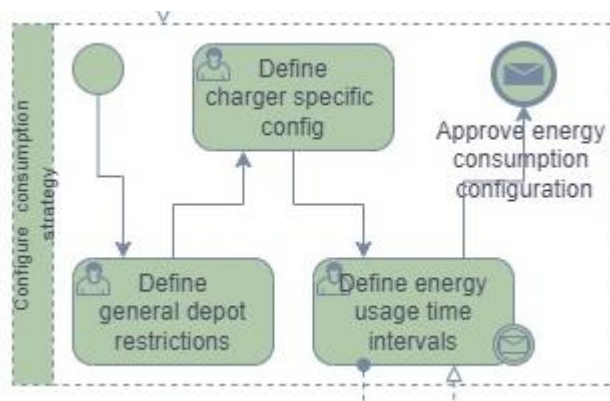 Configure consumption
strategy
Define
charger specific
config
Approve energy
consumption
configuration
Define
general depot
restrictions
Define energy
usage time
intervals